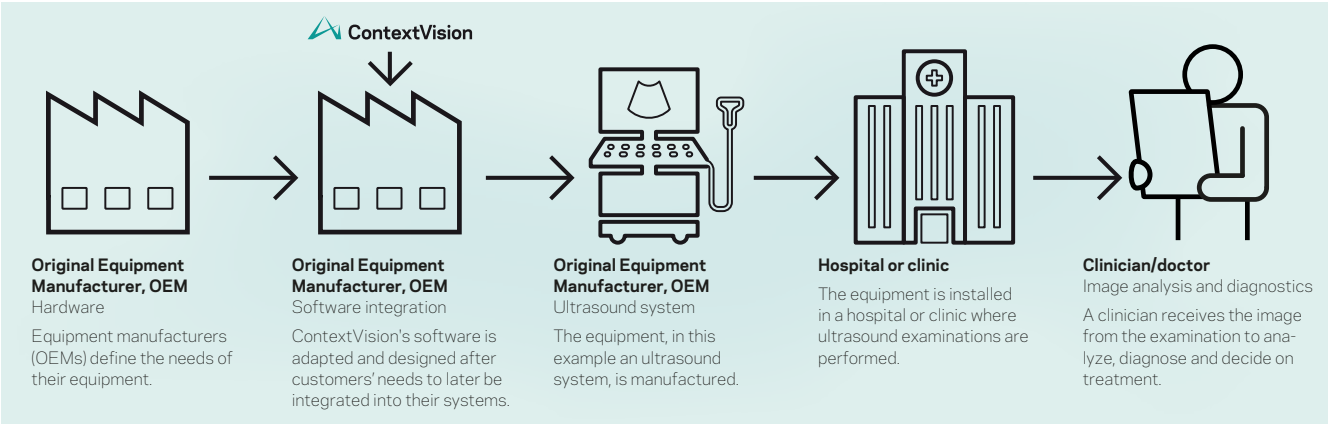 ContextVision
Original Equipment
Manufacturer, OEM
Hardware
Equipment manufacturers
(OEMs) define the needs of
their equipment.
Original Equipment
Manufacturer, OEM
Software integration
ContextVision's software is
adapted and designed after
customers’ needs to later be
integrated into their systems.
Original Equipment
Manufacturer, OEM
Ultrasound system
The equipment, in this
example an ultrasound
system, is manufactured.
Hospital or clinic
The equipment is installed
in a hospital or clinic where
ultrasound examinations are
performed.
Clinician/doctor
Image analysis and diagnostics
A clinician receives the image
from the examination to ana-
lyze, diagnose and decide on
treatment.